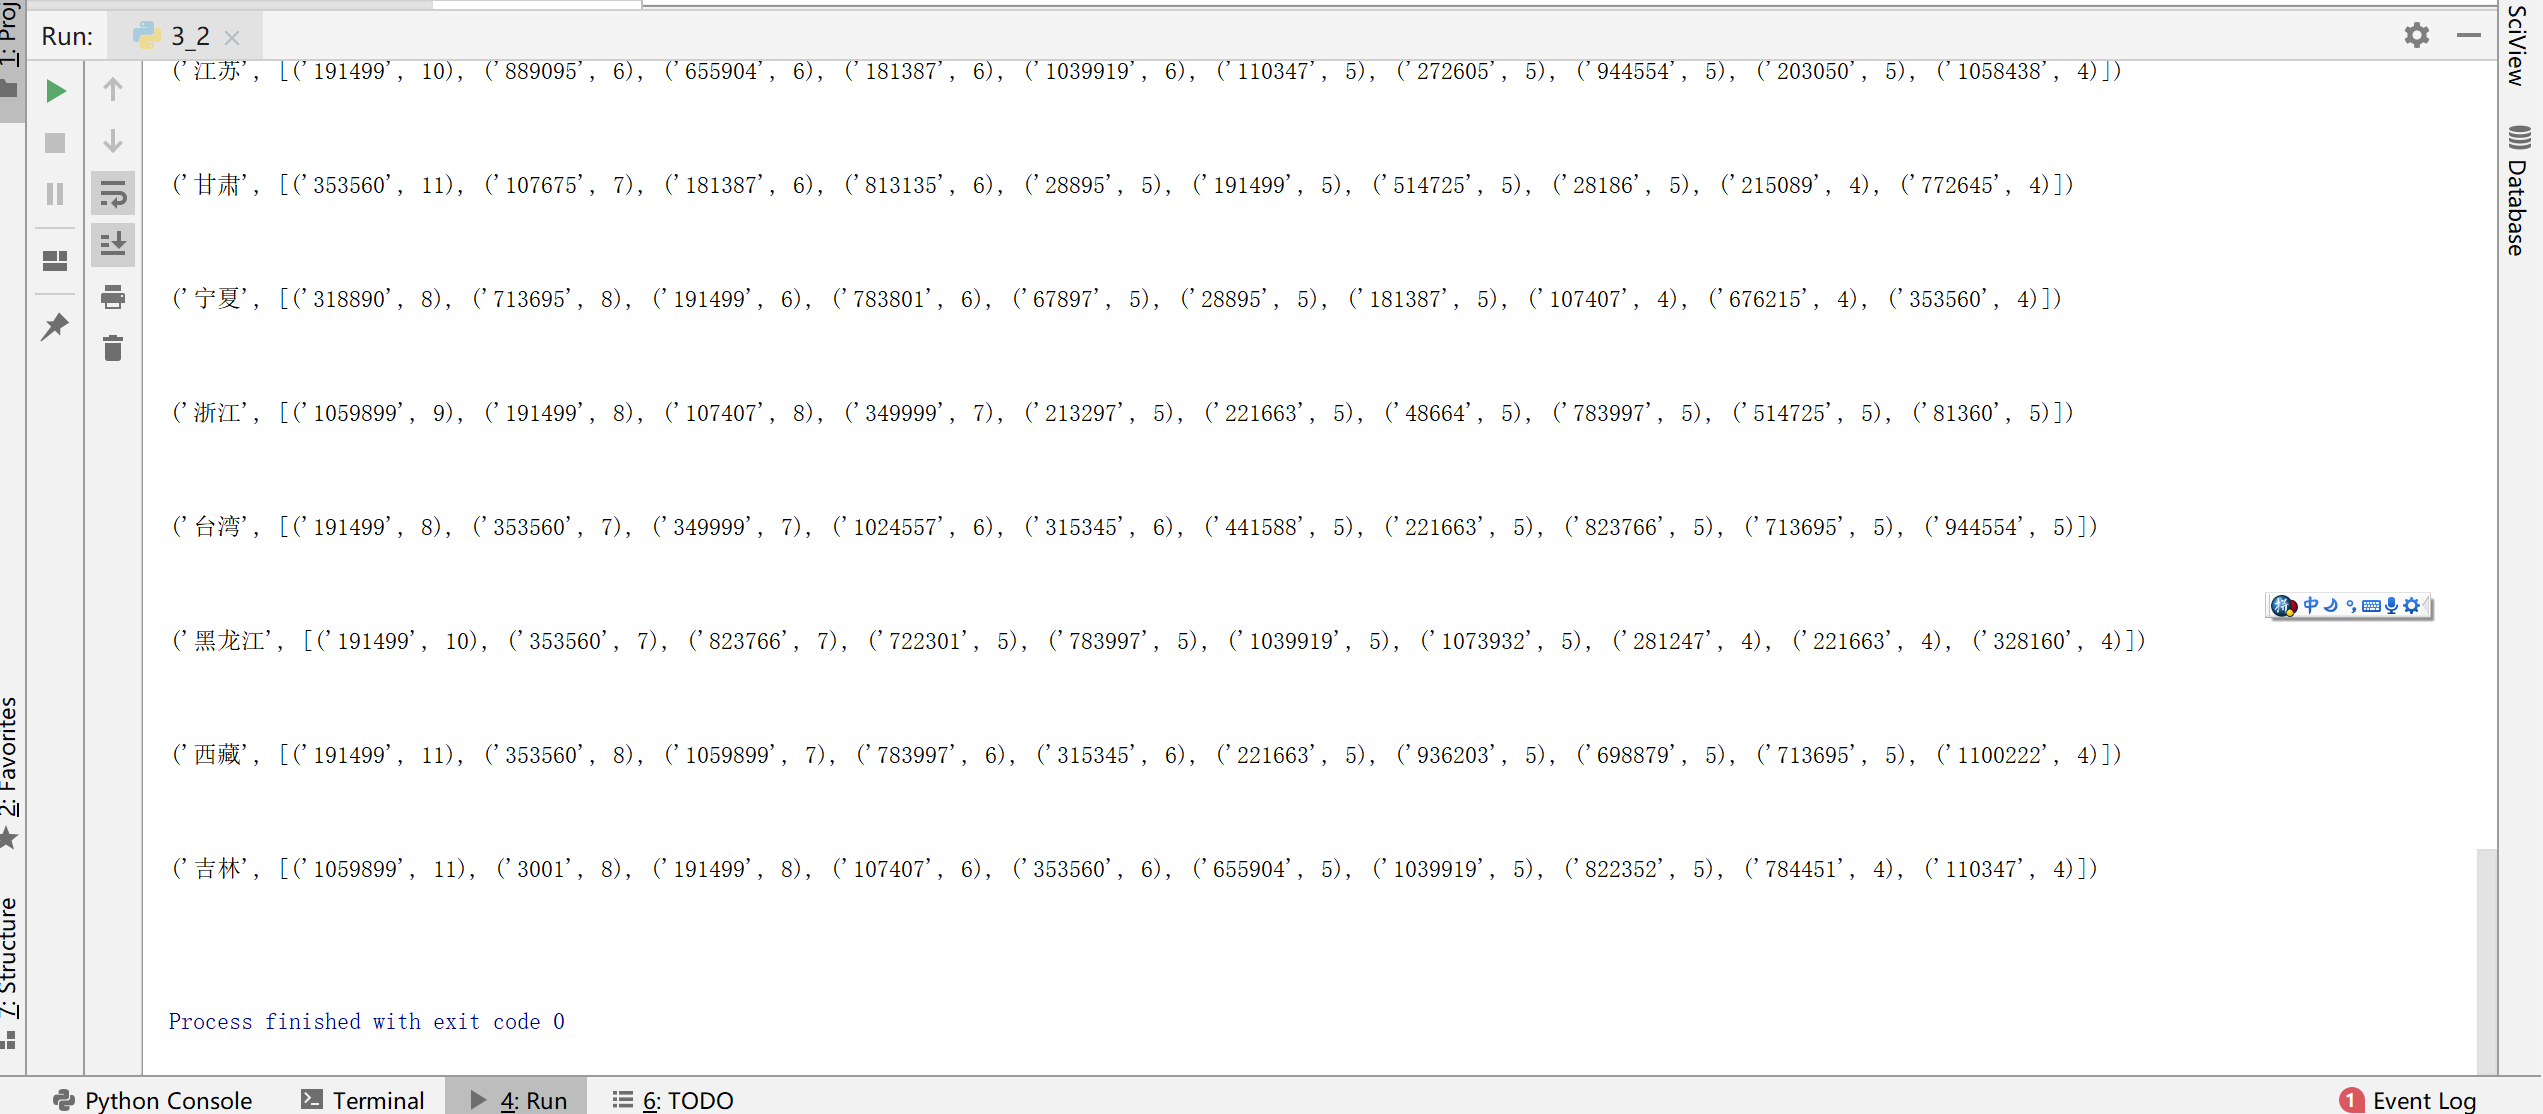 Run: 3_2
('江苏', [('191499', 10), ('889095', 6), ('655904', 6), ('181387', 6), ('1039919', 6), ('110347', 5), ('272605', 5), ('944554', 5), ('203050', 5), ('1058438', 4)])
('甘肃', [('353560', 11), ('107675', 7), ('181387', 6), ('813135', 6), ('28895', 5), ('191499', 5), ('514725', 5), ('28186', 5), ('215089', 4), ('772645', 4)])
('宁夏', [('318890', 8), ('713695', 8), ('191499', 6), ('783801', 6), ('67897', 5), ('28895', 5), ('181387', 5), ('107407', 4), ('676215', 4), ('353560', 4)])
('浙江', [('1059899', 9), ('191499', 8), ('107407', 8), ('349999', 7), ('213297', 5), ('221663', 5), ('48664', 5), ('783997', 5), ('514725', 5), ('81360', 5)])
('台湾', [('191499', 8), ('353560', 7), ('349999', 7), ('1024557', 6), ('315345', 6), ('441588', 5), ('221663', 5), ('823766', 5), ('713695', 5), ('944554', 5)])
('黑龙江', [('191499', 10), ('353560', 7), ('823766', 7), ('722301', 5), ('783997', 5), ('1039919', 5), ('1073932', 5), ('281247', 4), ('221663', 4), ('328160', 4)])
('西藏', [('191499', 11), ('353560', 8), ('1059899', 7), ('783997', 6), ('315345', 6), ('221663', 5), ('936203', 5), ('698879', 5), ('713695', 5), ('1100222', 4)])
('吉林', [('1059899', 11), ('3001', 8), ('191499', 8), ('107407', 6), ('353560', 6), ('655904', 5), ('1039919', 5), ('822352', 5), ('784451', 4), ('110347', 4)])
Process finished with exit code 0
1: Proj
2: Favorites
7: Structure
SciView
Database
中
Python Console Terminal 4: Run 6: TODO 1 Event Log